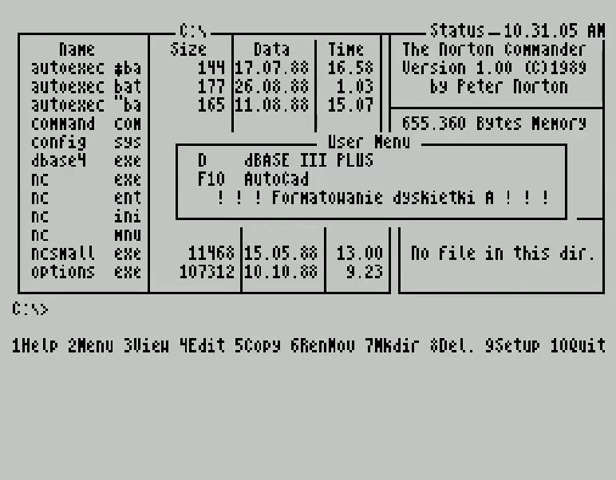 C:\
Status 10.31.05 AM
Name Size Data Time
The Norton Commander
autoexec ‡ba 144 17.07.88 16.58
Version 1.00 (C)1989
autoexec bat 177 26.08.88 1.03
by Peter Norton
autoexec "ba 165 11.08.88 15.07
command com
655.360 Bytes Memory
config sys
User Menu
dbase4 exe
D dBASE III PLUS
nc exe
F10 AutoCad
nc ent
! ! ! Formatowanie dyskietki A ! ! !
nc ini
nc mnu
ncsmall exe 11468 15.05.88 13.00
No file in this dir.
options exe 107312 10.10.88 9.23
C:\>
1Help 2Menu 3View 4Edit 5Copy 6RenMov 7Mkdir 8Del. 9Setup 10Quit